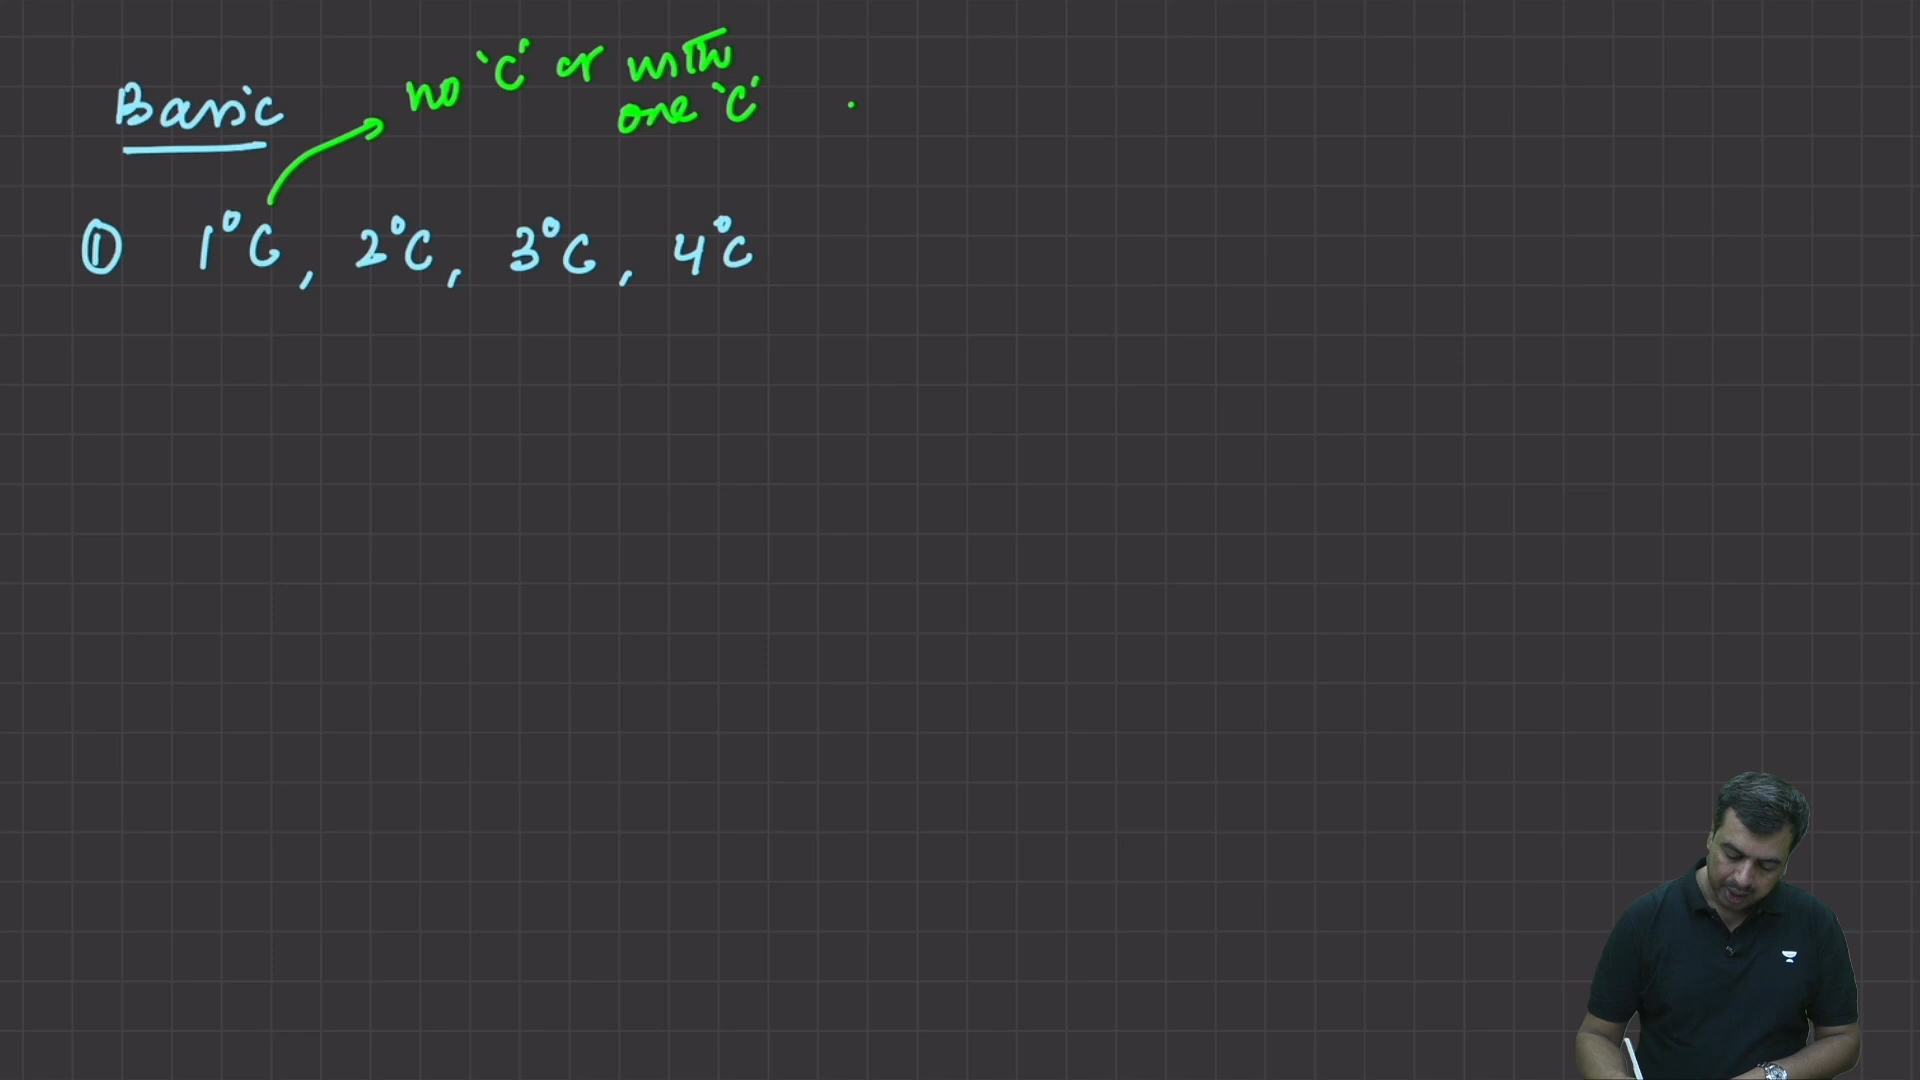 no 'C' or with
one 'C'
Basic
① 1°C, 2°C, 3°C, 4°C